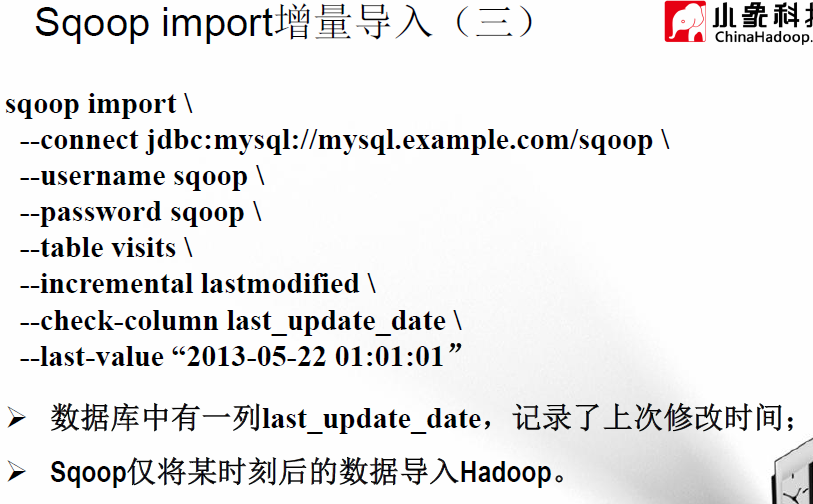 Sqoop import增量导入（三）
小象科技
ChinaHadoop.
sqoop import \
--connect jdbc:mysql://mysql.example.com/sqoop \
--username sqoop \
--password sqoop \
--table visits \
--incremental lastmodified \
--check-column last_update_date \
--last-value “2013-05-22 01:01:01”
➢ 数据库中有一列last_update_date，记录了上次修改时间；
➢ Sqoop仅将某时刻后的数据导入Hadoop。